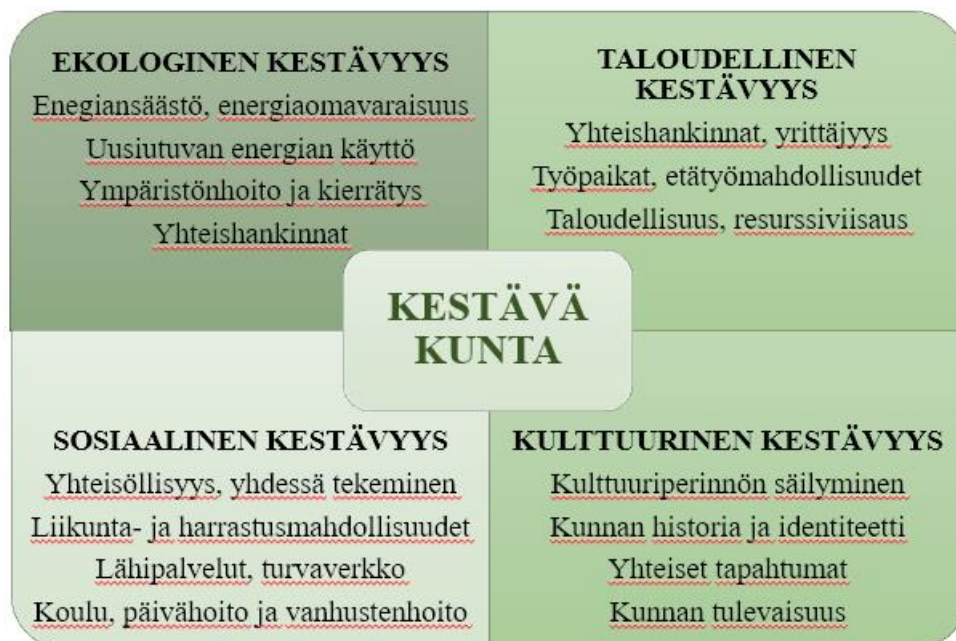 EKOLOGINEN KESTÄVYYS
Enegiansäästö, energiaomavaraisuus
Uusiutuvan energian käyttö
Ympäristönhoito ja kierrätys
Yhteishankinnat
TALOUDELLINEN
KESTÄVYYS
Yhteishankinnat, yrittäjyys
Työpaikat, etätyömahdollisuudet
Taloudellisuus, resurssiviisaus
KESTÄVÄ
KUNTA
SOSIAALINEN KESTÄVYYS
Yhteisöllisyys, yhdessä tekeminen
Liikunta- ja harrastusmahdollisuudet
Lähipalvelut, turvaverkko
Koulu, päivähoito ja vanhustenhoito
KULTTUURINEN KESTÄVYYS
Kulttuuriperinnön säilyminen
Kunnan historia ja identiteetti
Yhteiset tapahtumat
Kunnan tulevaisuus